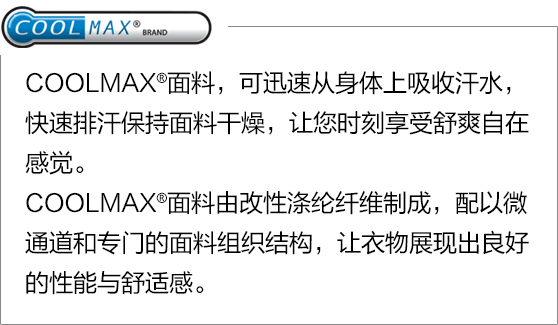 COOLMAX® BRAND
COOLMAX®面料，可迅速从身体上吸收汗水，
快速排汗保持面料干燥，让您时刻享受舒爽自在
感觉。
COOLMAX®面料由改性涤纶纤维制成，配以微
通道和专门的面料组织结构，让衣物展现出良好
的性能与舒适感。